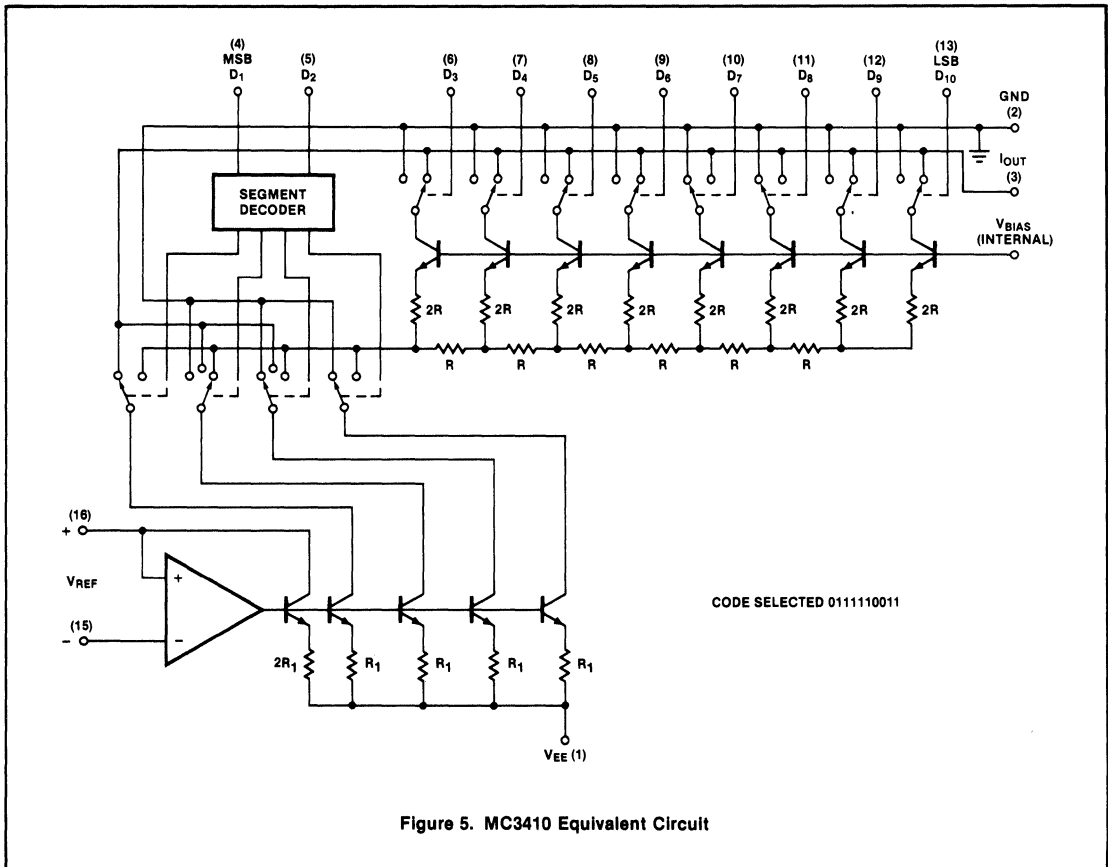 (4)
MSB
D1
(5)
D2
(6)
D3
(7)
D4
(8)
D5
(9)
D6
(10)
D7
(11)
D8
(12)
D9
(13)
LSB
D10
GND
(2)
IOUT
(3)
VBIAS
(INTERNAL)
SEGMENT
DECODER
2R 2R 2R 2R 2R 2R 2R 2R
R R R R R R
(16)
+
VREF
+
−
(15)
−
2R1 R1 R1 R1 R1
VEE (1)
CODE SELECTED 0111110011
Figure 5. MC3410 Equivalent Circuit